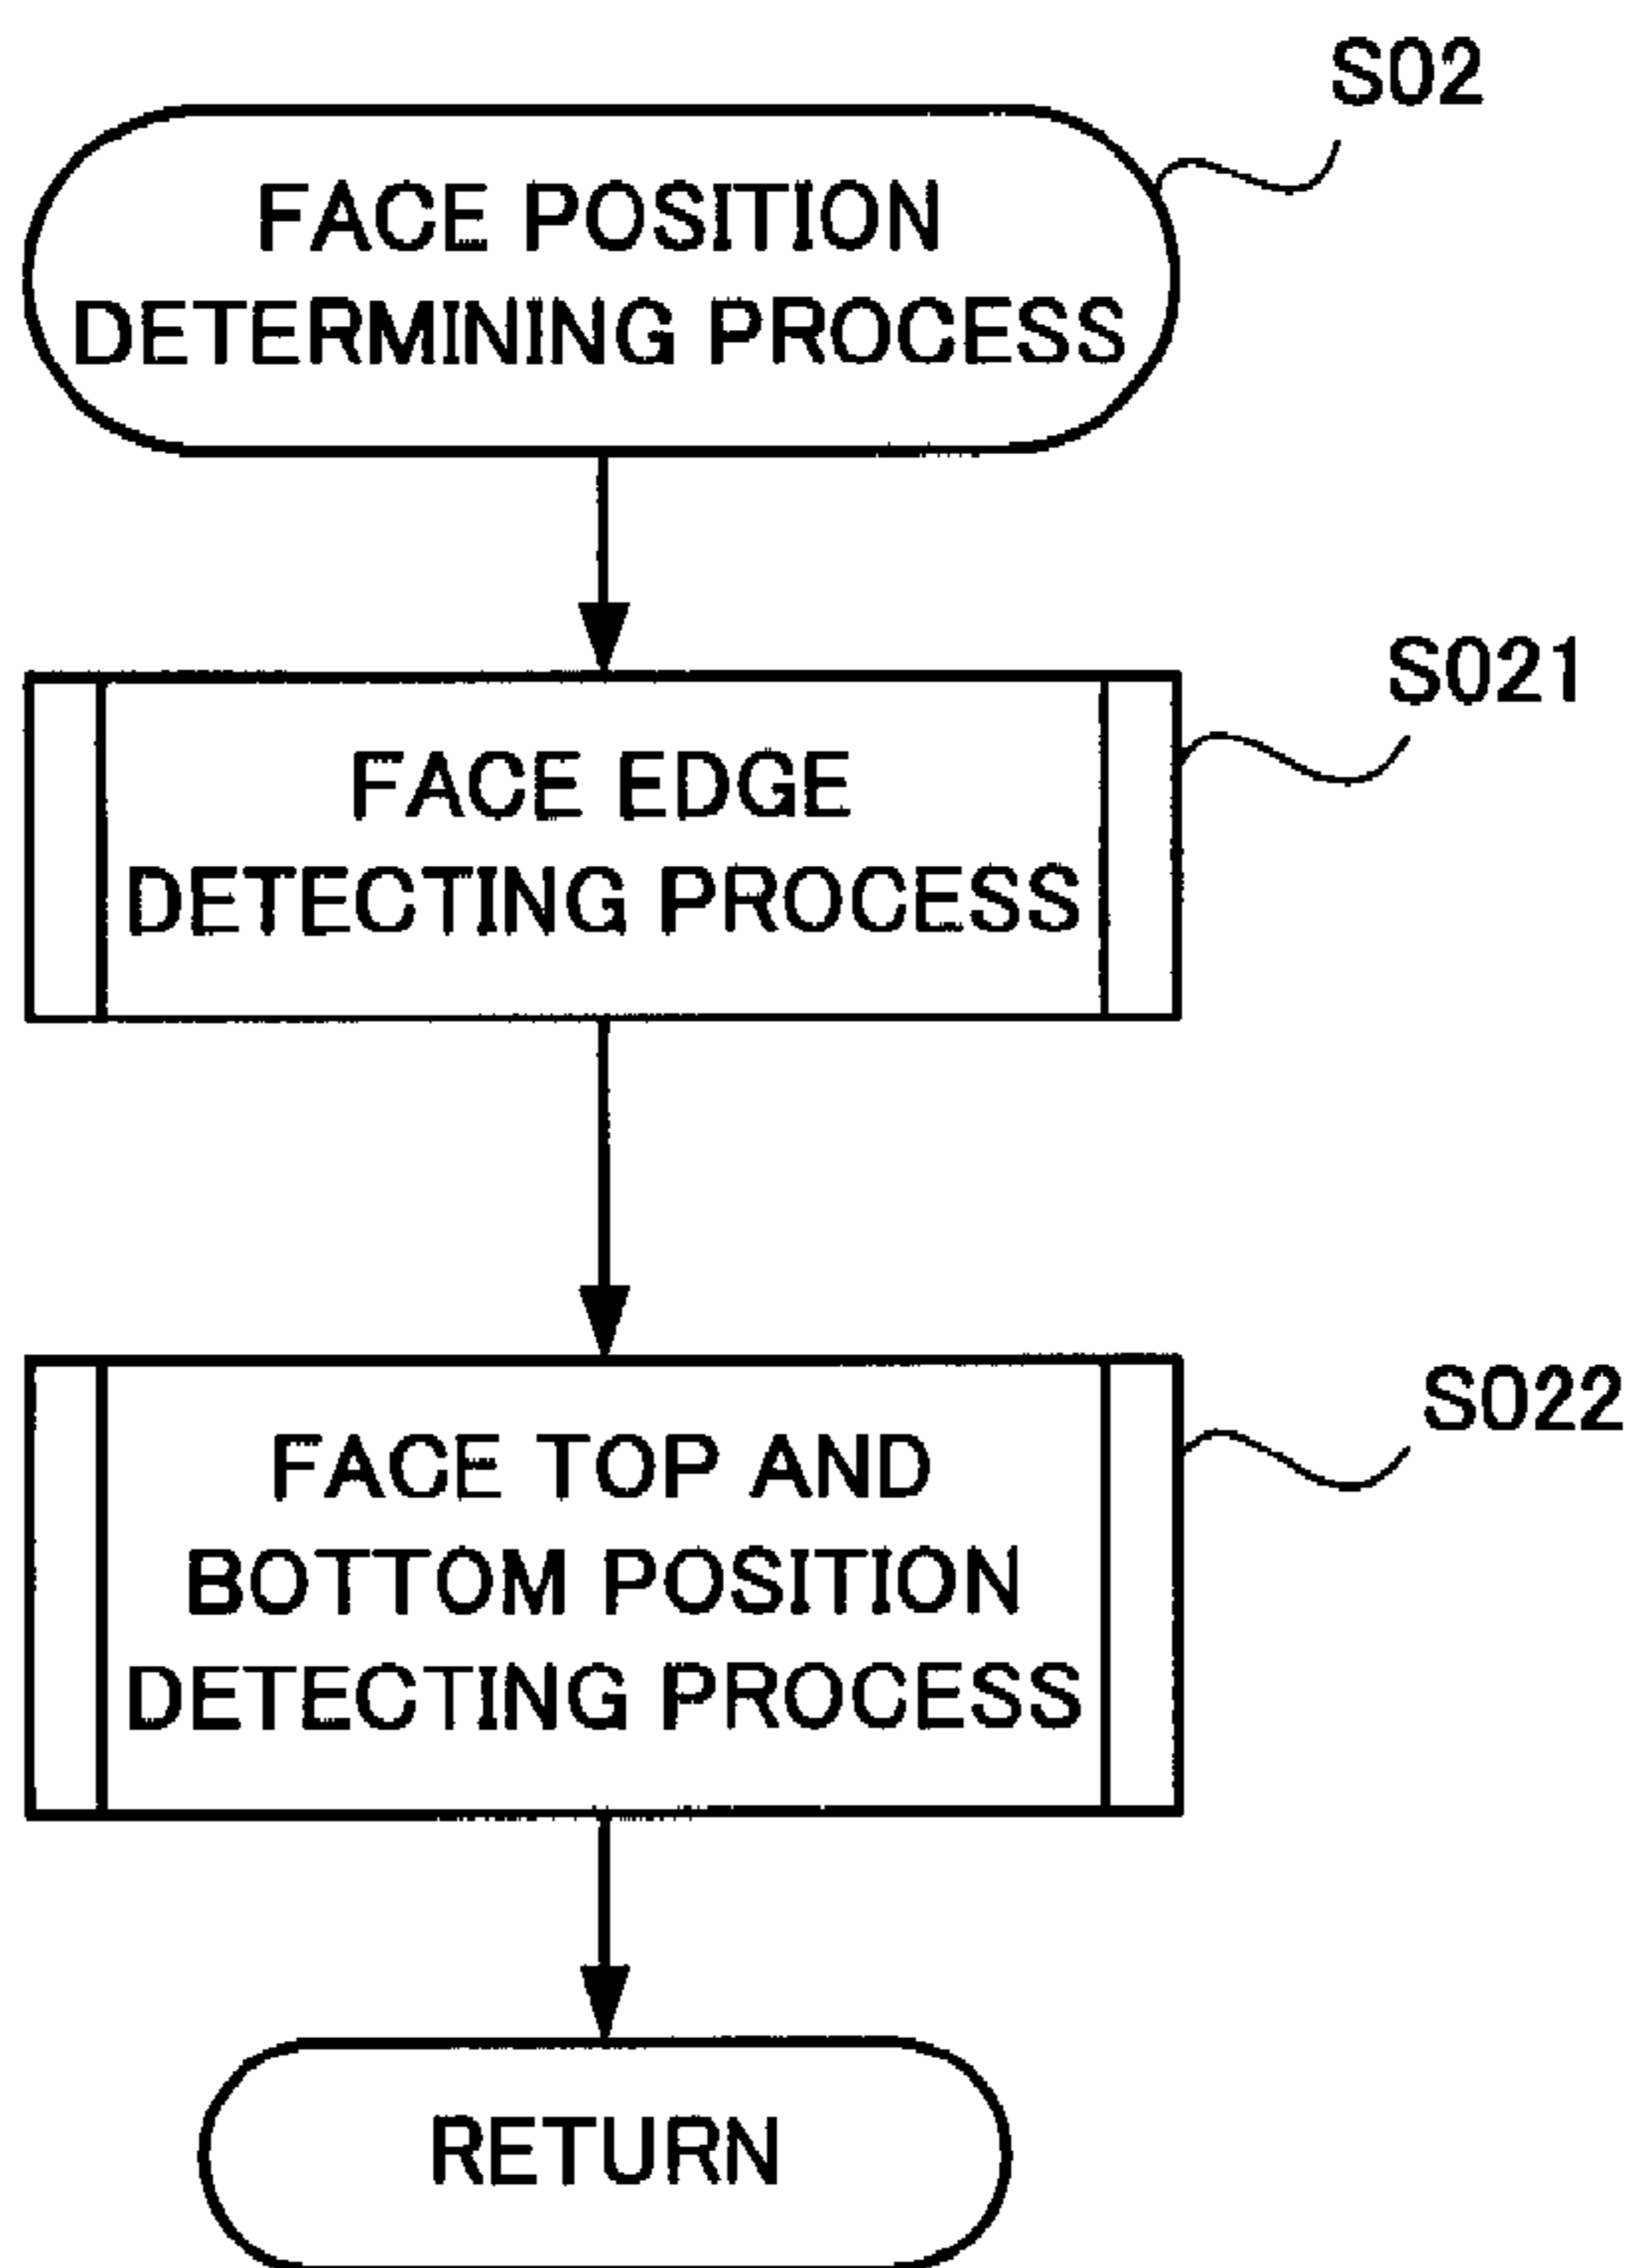 S02
FACE POSITION
DETERMINING PROCESS
S021
FACE EDGE
DETECTING PROCESS
S022
FACE TOP AND
BOTTOM POSITION
DETECTING PROCESS
RETURN